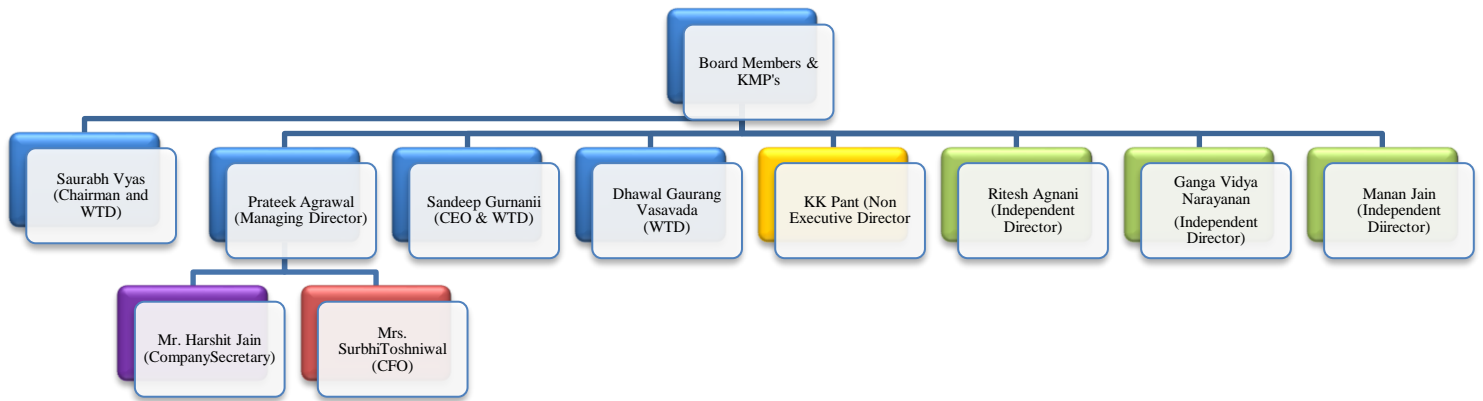 Board Members &
KMP's
Saurabh Vyas
(Chairman and
WTD)
Prateek Agrawal
(Managing Director)
Sandeep Gurnanii
(CEO & WTD)
Dhawal Gaurang
Vasavada
(WTD)
KK Pant (Non
Executive Director
Ritesh Agnani
(Independent
Director)
Ganga Vidya
Narayanan
(Independent
Director)
Manan Jain
(Independent
Diirector)
Mr. Harshit Jain
(CompanySecretary)
Mrs.
SurbhiToshniwal
(CFO)